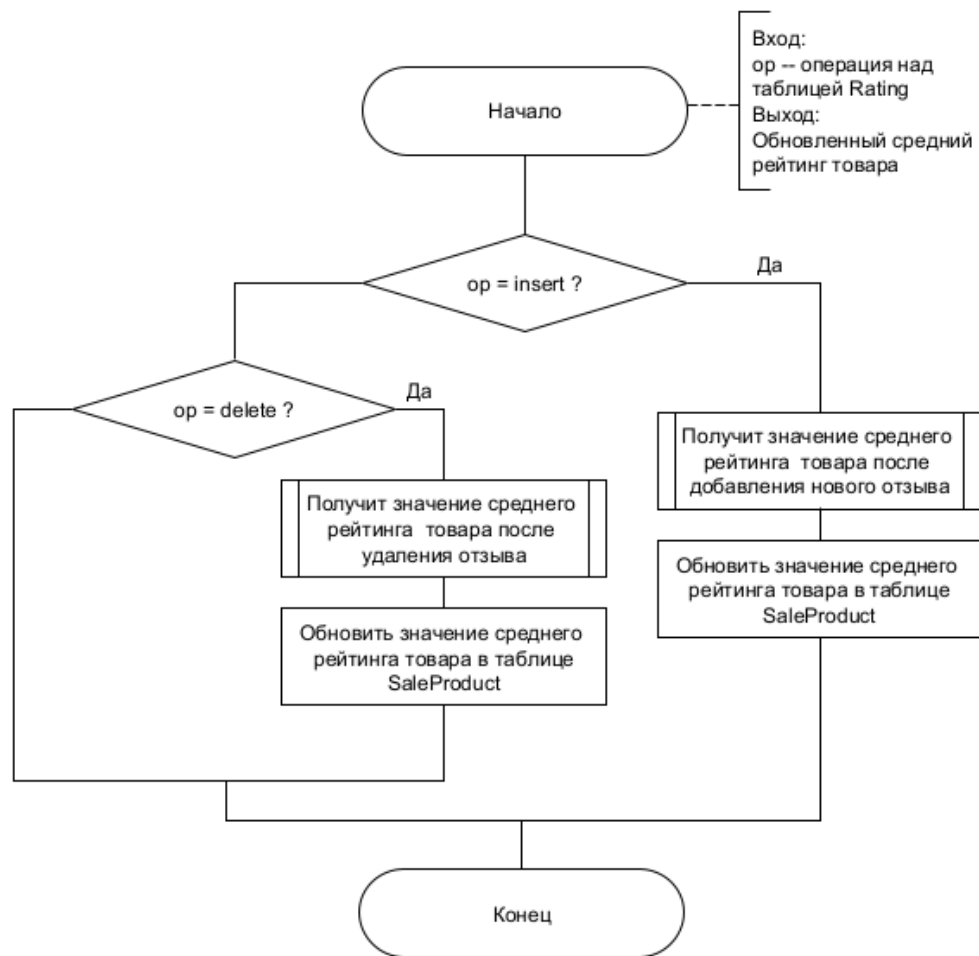 Вход:
op -- операция над
таблицей Rating
Выход:
Обновленный средний
рейтинг товара
Начало
Да
op = insert ?
Да
op = delete ?
Получит значение среднего
рейтинга товара после
добавления нового отзыва
Получит значение среднего
рейтинга товара после
удаления отзыва
Обновить значение среднего
рейтинга товара в таблице
SaleProduct
Обновить значение среднего
рейтинга товара в таблице
SaleProduct
Конец